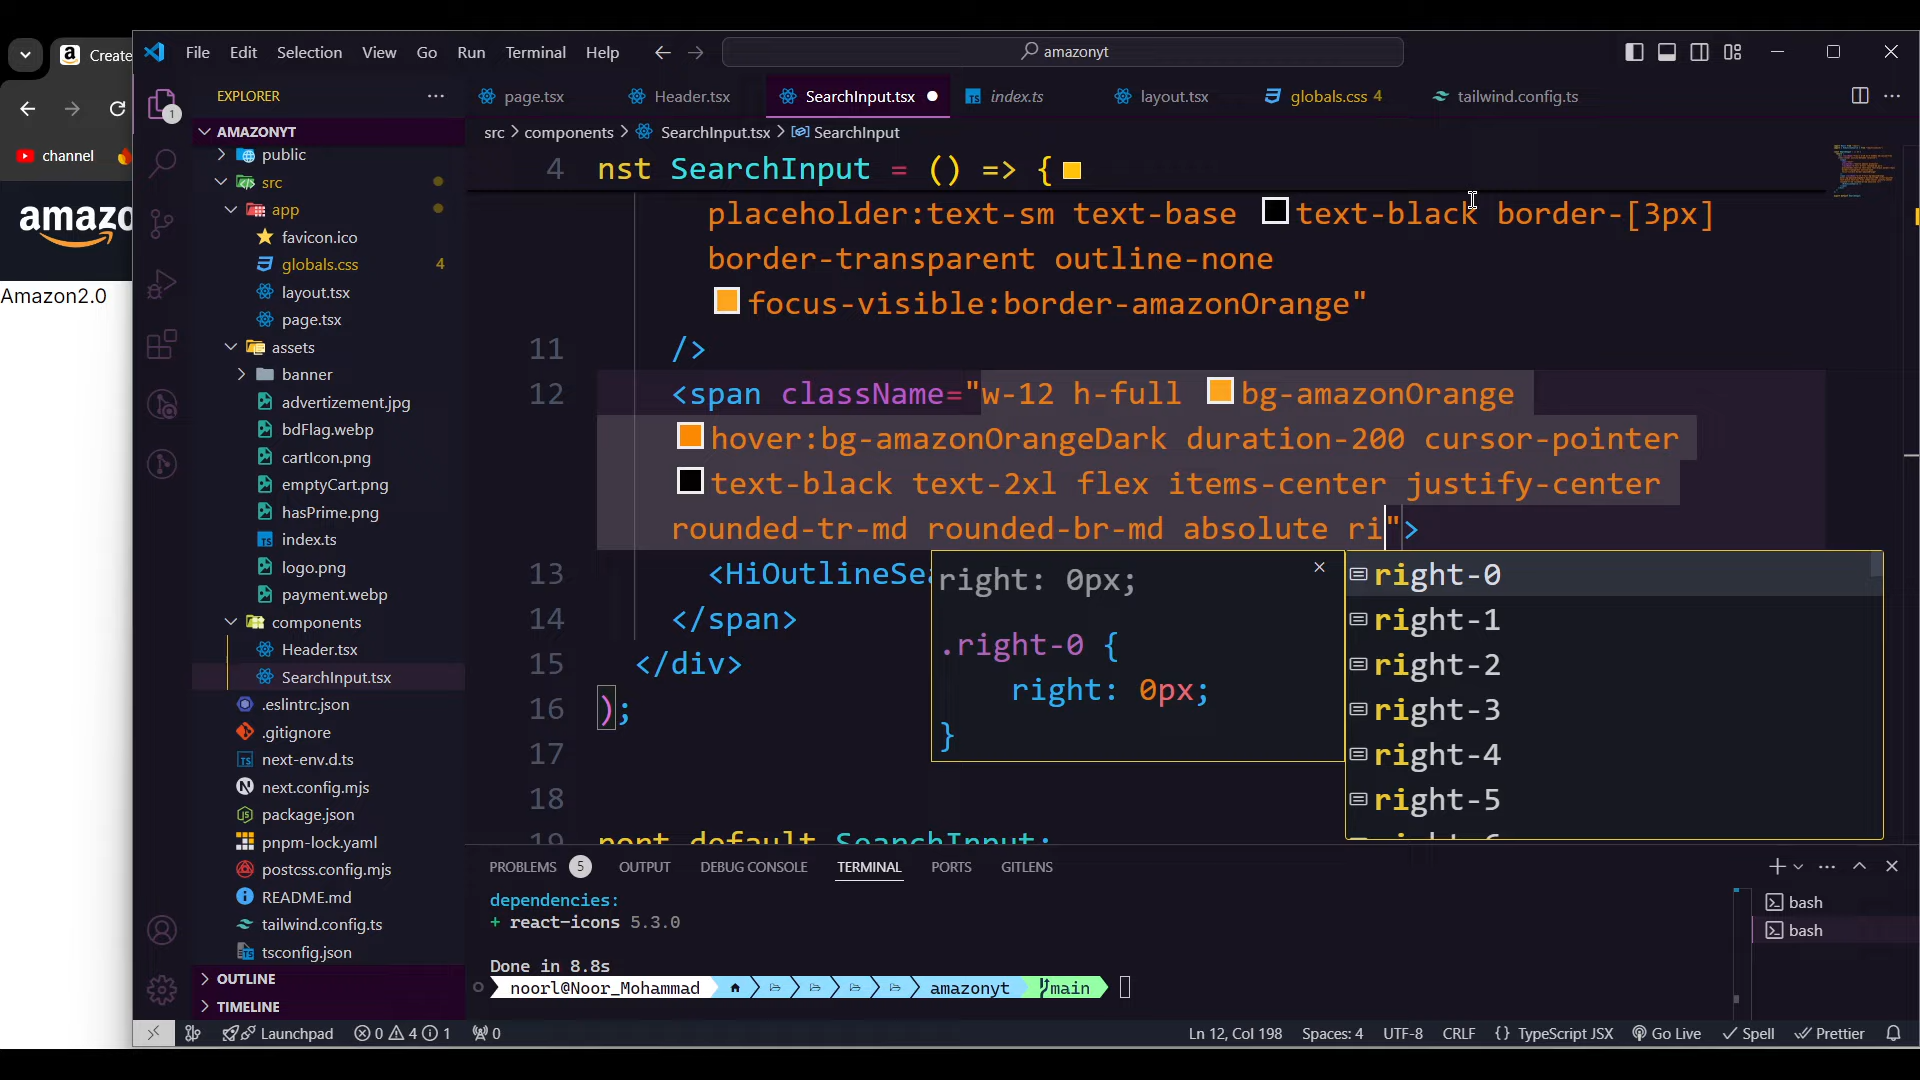 Create
channel
amazo
Amazon2.0
File Edit Selection View Go Run Terminal Help
amazonyt
EXPLORER
1
AMAZONYT
public
src
app
favicon.ico
globals.css 4
layout.tsx
page.tsx
assets
banner
advertizement.jpg
bdFlag.webp
cartIcon.png
emptyCart.png
hasPrime.png
index.ts
logo.png
payment.webp
components
Header.tsx
SearchInput.tsx
.eslintrc.json
.gitignore
next-env.d.ts
next.config.mjs
package.json
pnpm-lock.yaml
postcss.config.mjs
README.md
tailwind.config.ts
tsconfig.json
OUTLINE
TIMELINE
page.tsx Header.tsx SearchInput.tsx index.ts layout.tsx globals.css 4 tailwind.config.ts
src > components > SearchInput.tsx > SearchInput
4 nst SearchInput = () => {
placeholder:text-sm text-base text-black border-[3px]
border-transparent outline-none
focus-visible:border-amazonOrange"
11 />
12 <span className="w-12 h-full bg-amazonOrange
hover:bg-amazonOrangeDark duration-200 cursor-pointer
text-black text-2xl flex items-center justify-center
rounded-tr-md rounded-br-md absolute ri">
13 <HiOutlineSea
14 </span>
15 </div>
16 );
17
18
19 port default SearchInput;
right: 0px;
.right-0 {
right: 0px;
}
right-0
right-1
right-2
right-3
right-4
right-5
PROBLEMS 5 OUTPUT DEBUG CONSOLE TERMINAL PORTS GITLENS
dependencies:
+ react-icons 5.3.0
Done in 8.8s
noorl@Noor_Mohammad amazonyt main
bash
bash
Launchpad 0 4 1 0 Ln 12, Col 198 Spaces: 4 UTF-8 CRLF {} TypeScript JSX Go Live Spell Prettier